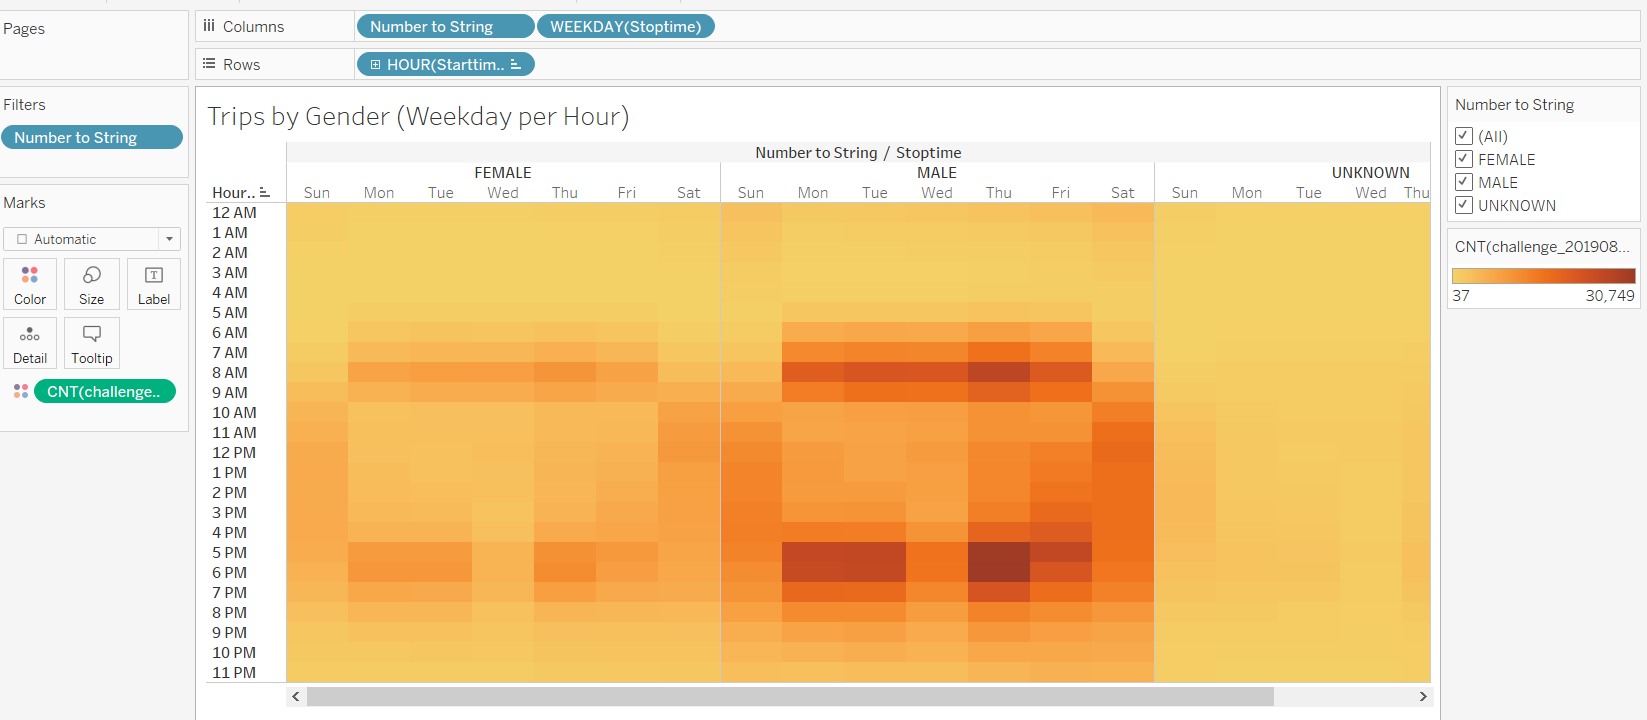 Pages
Columns
Number to String
WEEKDAY(Stoptime)
Rows
HOUR(Starttim..
Filters
Number to String
Marks
Automatic
Color
Size
Label
Detail
Tooltip
CNT(challenge..
Trips by Gender (Weekday per Hour)
Number to String / Stoptime
FEMALE MALE UNKNOWN
Hour.. Sun Mon Tue Wed Thu Fri Sat Sun Mon Tue Wed Thu Fri Sat Sun Mon Tue Wed Thu
12 AM
1 AM
2 AM
3 AM
4 AM
5 AM
6 AM
7 AM
8 AM
9 AM
10 AM
11 AM
12 PM
1 PM
2 PM
3 PM
4 PM
5 PM
6 PM
7 PM
8 PM
9 PM
10 PM
11 PM
Number to String
(All)
FEMALE
MALE
UNKNOWN
CNT(challenge_201908...
37 30,749